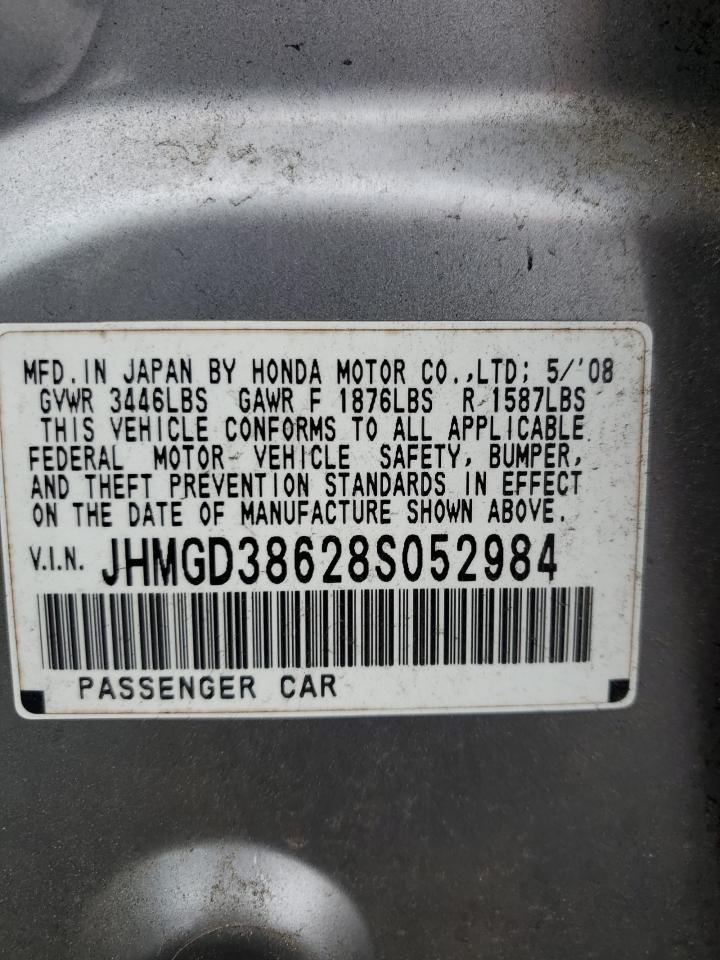 MFD.IN JAPAN BY HONDA MOTOR CO.,LTD; 5/'08
GVWR 3446LBS GAWR F 1876LBS R 1587LBS
THIS VEHICLE CONFORMS TO ALL APPLICABLE
FEDERAL MOTOR VEHICLE SAFETY, BUMPER,
AND THEFT PREVENTION STANDARDS IN EFFECT
ON THE DATE OF MANUFACTURE SHOWN ABOVE.
V.I.N. JHMGD38628S052984
PASSENGER CAR